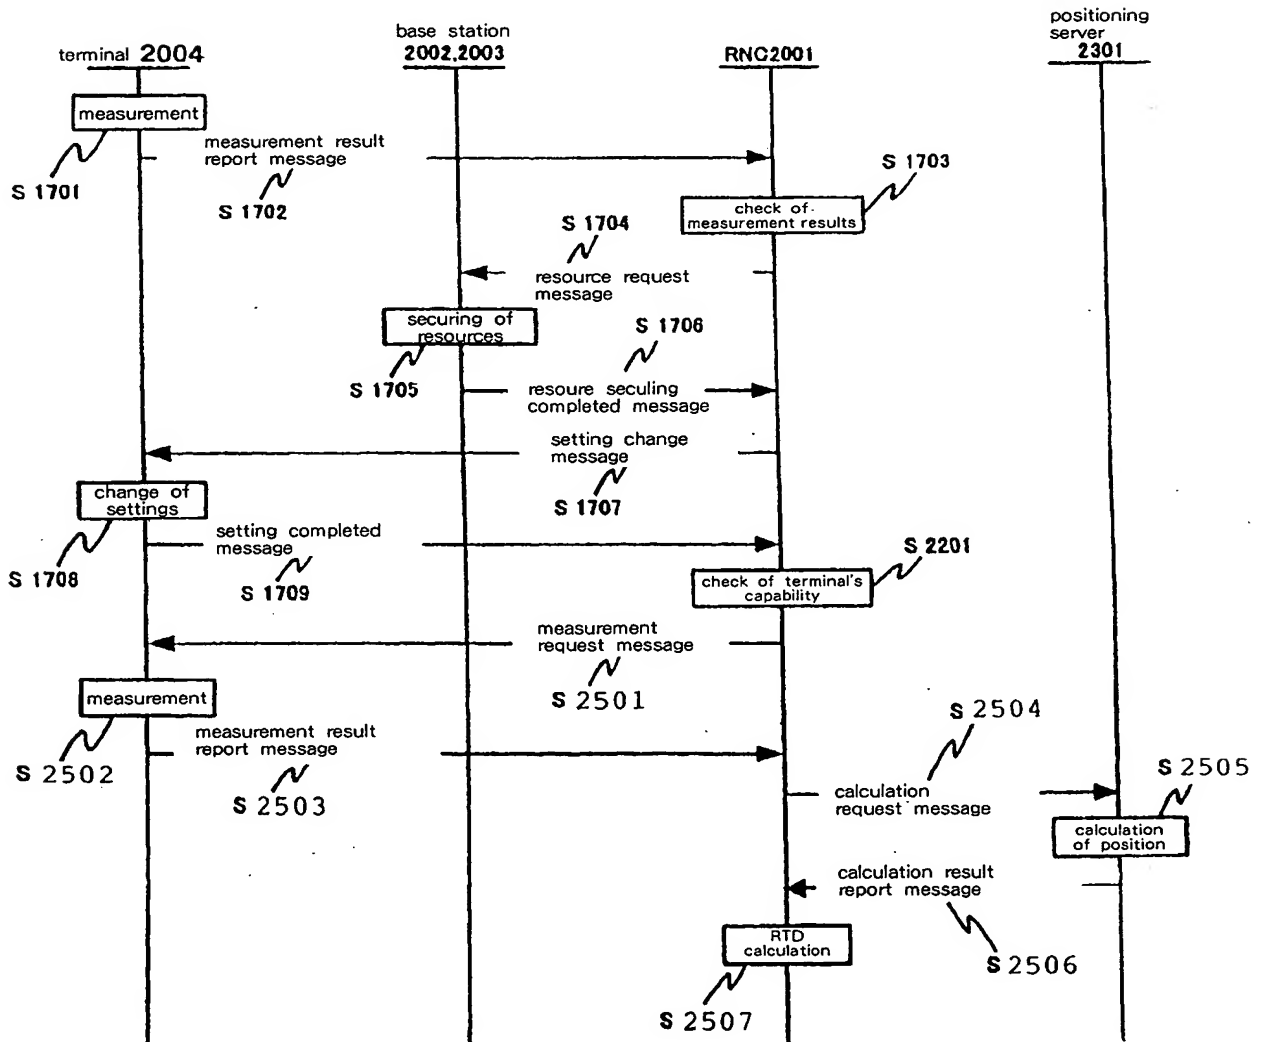 terminal 2004
base station
2002,2003
RNC2001
positioning
server
2301
measurement
S 1701
measurement result
report message
S 1702
S 1703
check of
measurement results
S 1704
resource request
message
securing of
resources
S 1705
S 1706
resoure seculing
completed message
setting change
message
S 1707
change of
settings
S 1708
setting completed
message
S 1709
S 2201
check of terminal's
capability
measurement
request message
S 2501
measurement
S 2502
measurement result
report message
S 2503
S 2504
calculation
request message
S 2505
calculation
of position
calculation result
report message
S 2506
RTD
calculation
S 2507